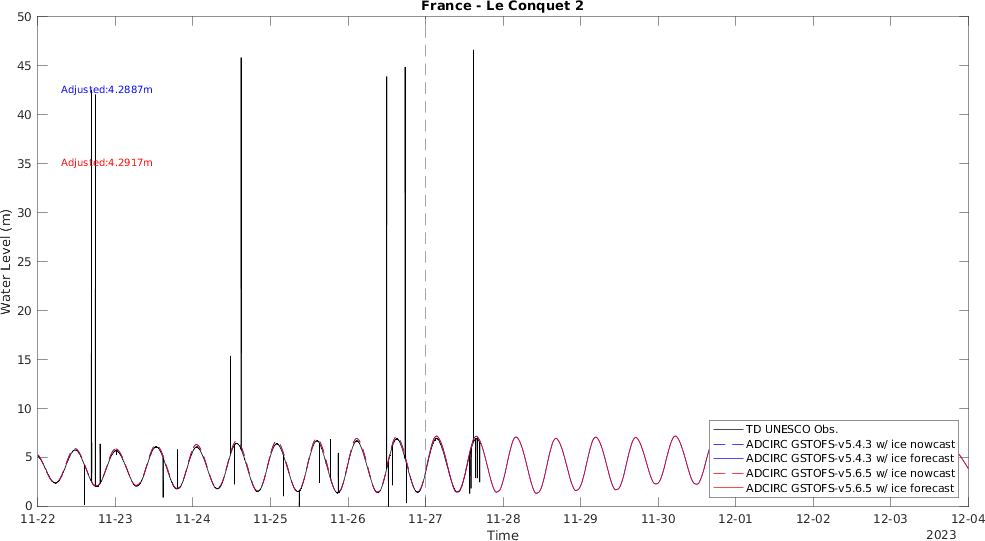 France - Le Conquet 2
50
45
40
35
30
25
20
15
10
5
0
Water Level (m)
Adjusted:4.2887m
Adjusted:4.2917m
TD UNESCO Obs.
ADCIRC GSTOFS-v5.4.3 w/ ice nowcast
ADCIRC GSTOFS-v5.4.3 w/ ice forecast
ADCIRC GSTOFS-v5.6.5 w/ ice nowcast
ADCIRC GSTOFS-v5.6.5 w/ ice forecast
11-22 11-23 11-24 11-25 11-26 11-27 11-28 11-29 11-30 12-01 12-02 12-03 12-04
Time
2023